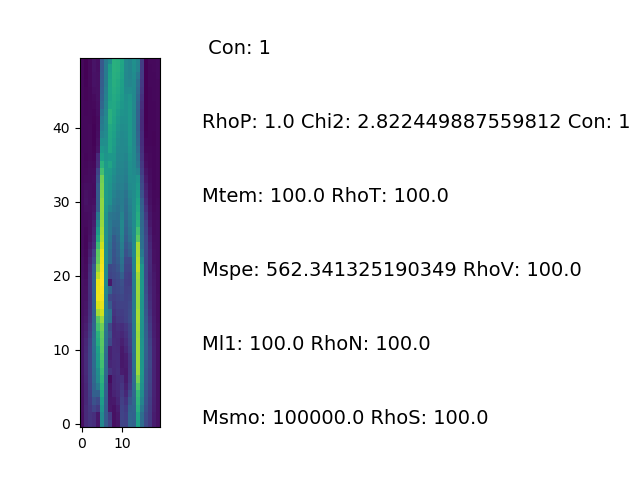 Con: 1
RhoP: 1.0 Chi2: 2.822449887559812 Con: 1
40
Mtem: 100.0 RhoT: 100.0
30
Mspe: 562.341325190349 RhoV: 100.0
20
Ml1: 100.0 RhoN: 100.0
10
Msmo: 100000.0 RhoS: 100.0
0
0 10